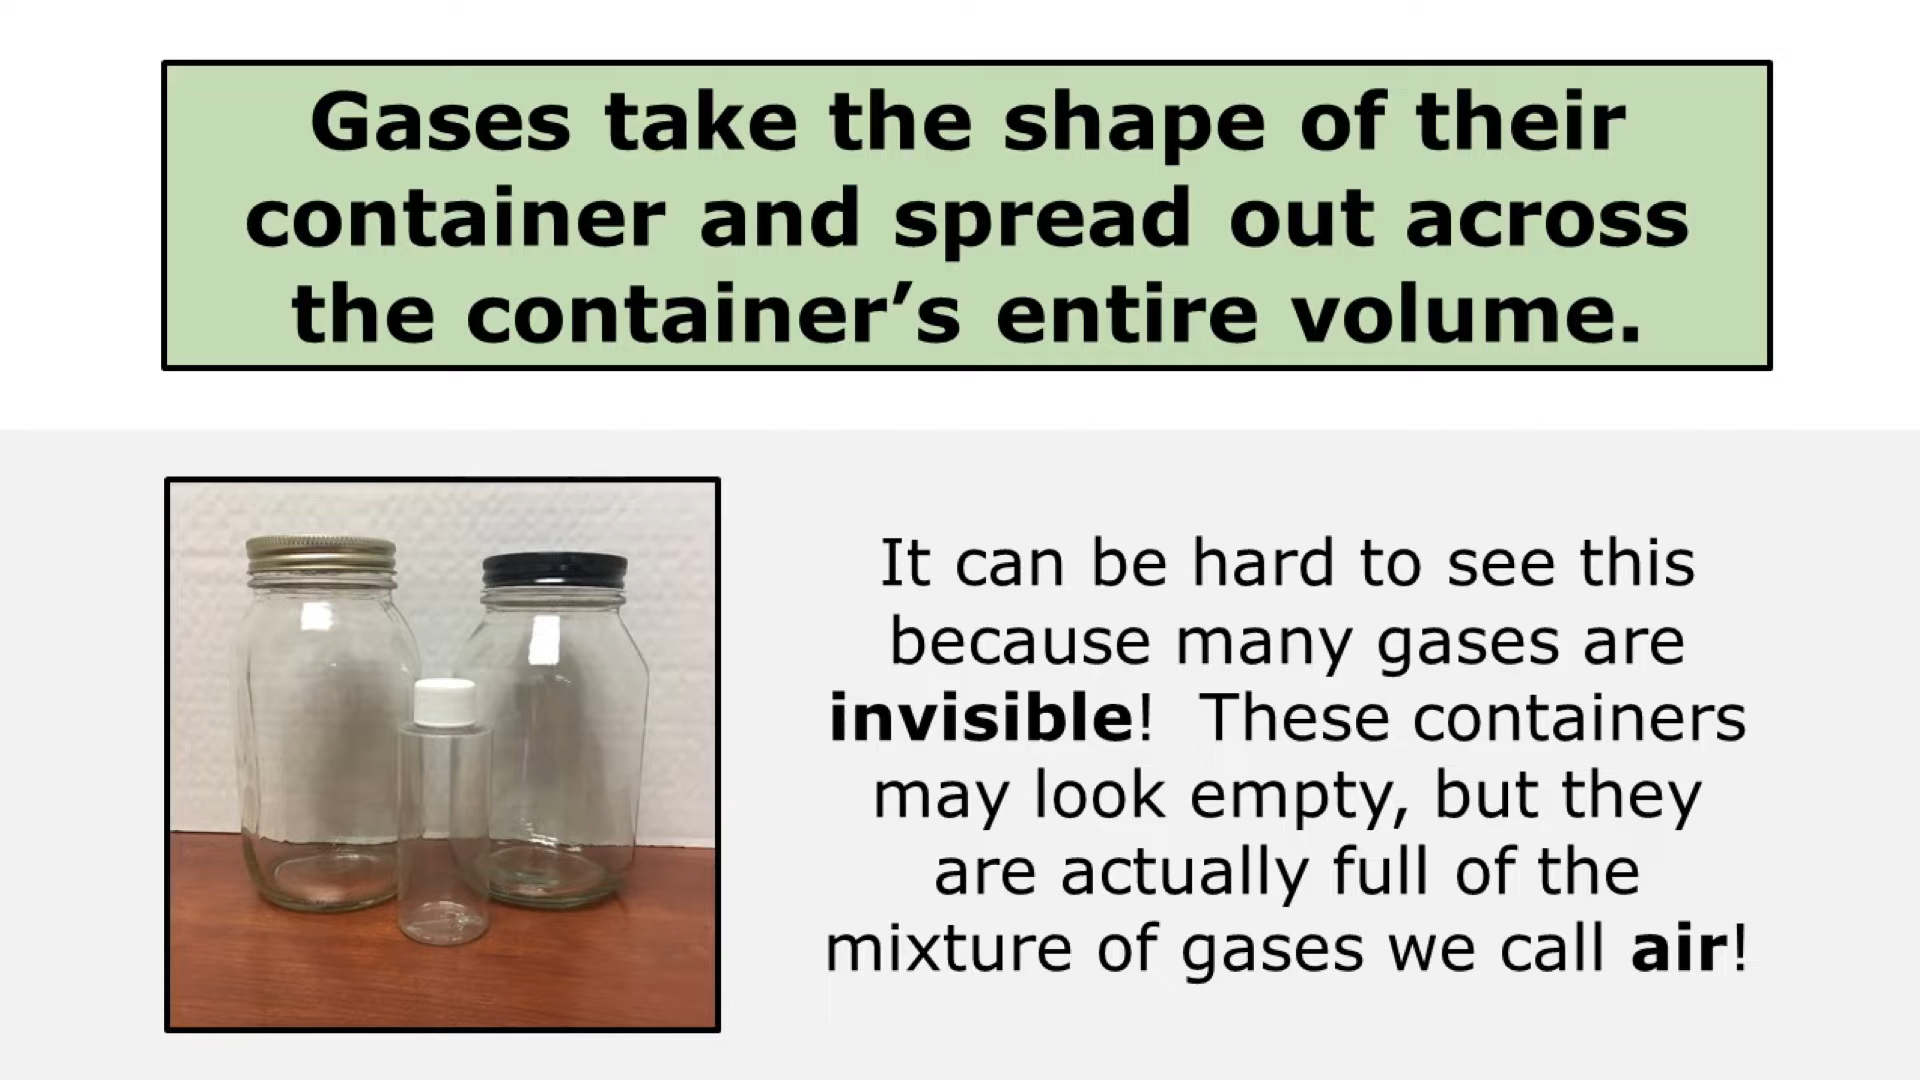 Gases take the shape of their
container and spread out across
the container’s entire volume.
It can be hard to see this
because many gases are
invisible!  These containers
may look empty, but they
are actually full of the
mixture of gases we call air!